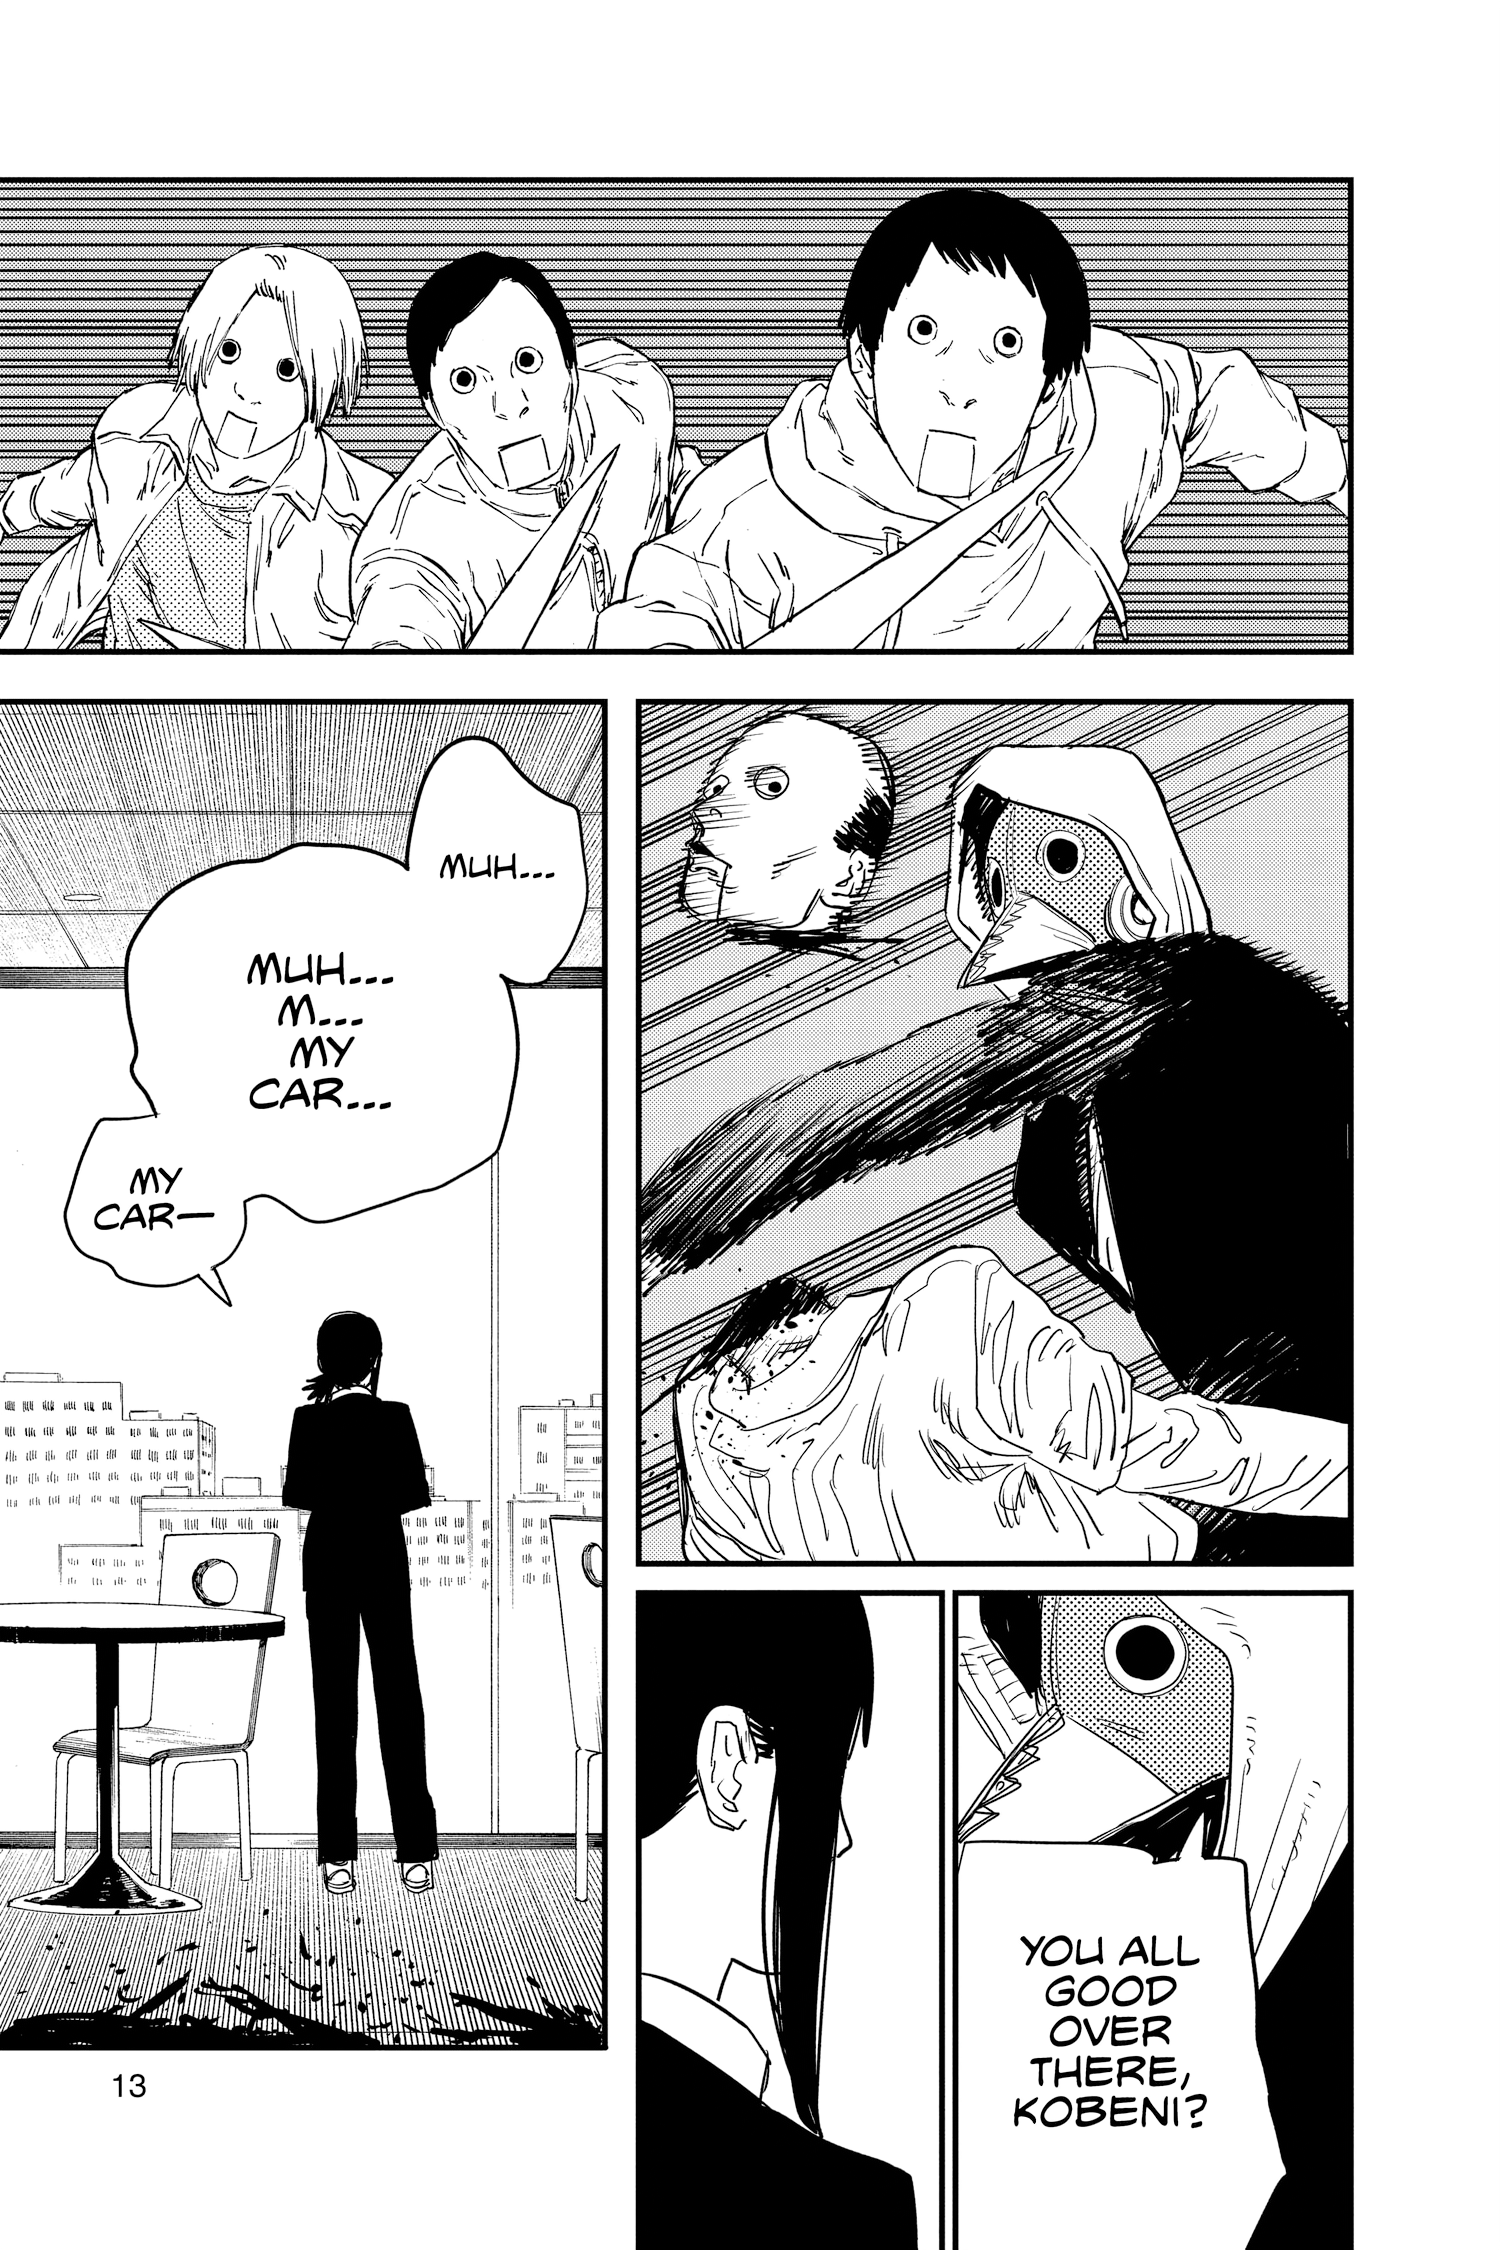 YOU ALL
GOOD
OVER
THERE,
KOBENI?
MUH...
MUH...
M...
MY
CAR...
MY
CAR—
13